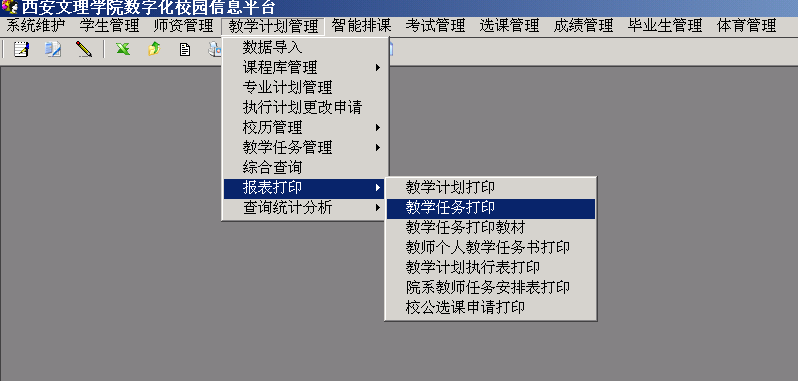 西安文理学院数字化校园信息平台
系统维护 学生管理 师资管理 教学计划管理 智能排课 考试管理 选课管理 成绩管理 毕业生管理 体育管理
数据导入
课程库管理
专业计划管理
执行计划更改申请
校历管理
教学任务管理
综合查询
报表打印
查询统计分析
教学计划打印
教学任务打印
教学任务打印教材
教师个人教学任务书打印
教学计划执行表打印
院系教师任务安排表打印
校公选课申请打印